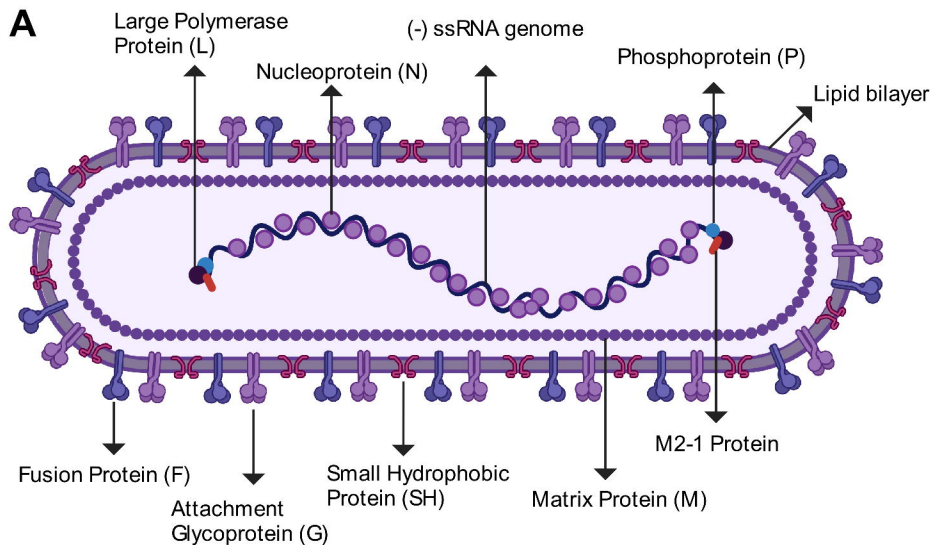 A
Large Polymerase
Protein (L)
(-) ssRNA genome
Nucleoprotein (N)
Phosphoprotein (P)
Lipid bilayer
M2-1 Protein
Fusion Protein (F)
Small Hydrophobic
Protein (SH)
Matrix Protein (M)
Attachment
Glycoprotein (G)